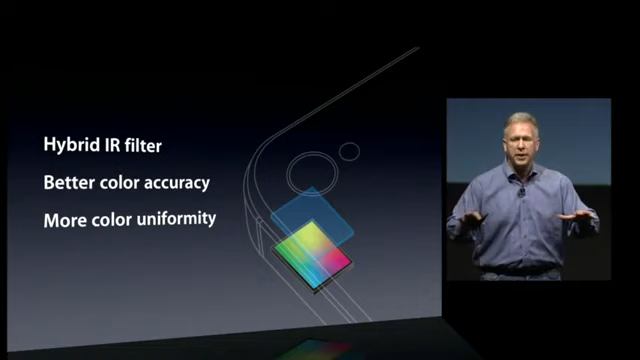 Hybrid IR filter
Better color accuracy
More color uniformity